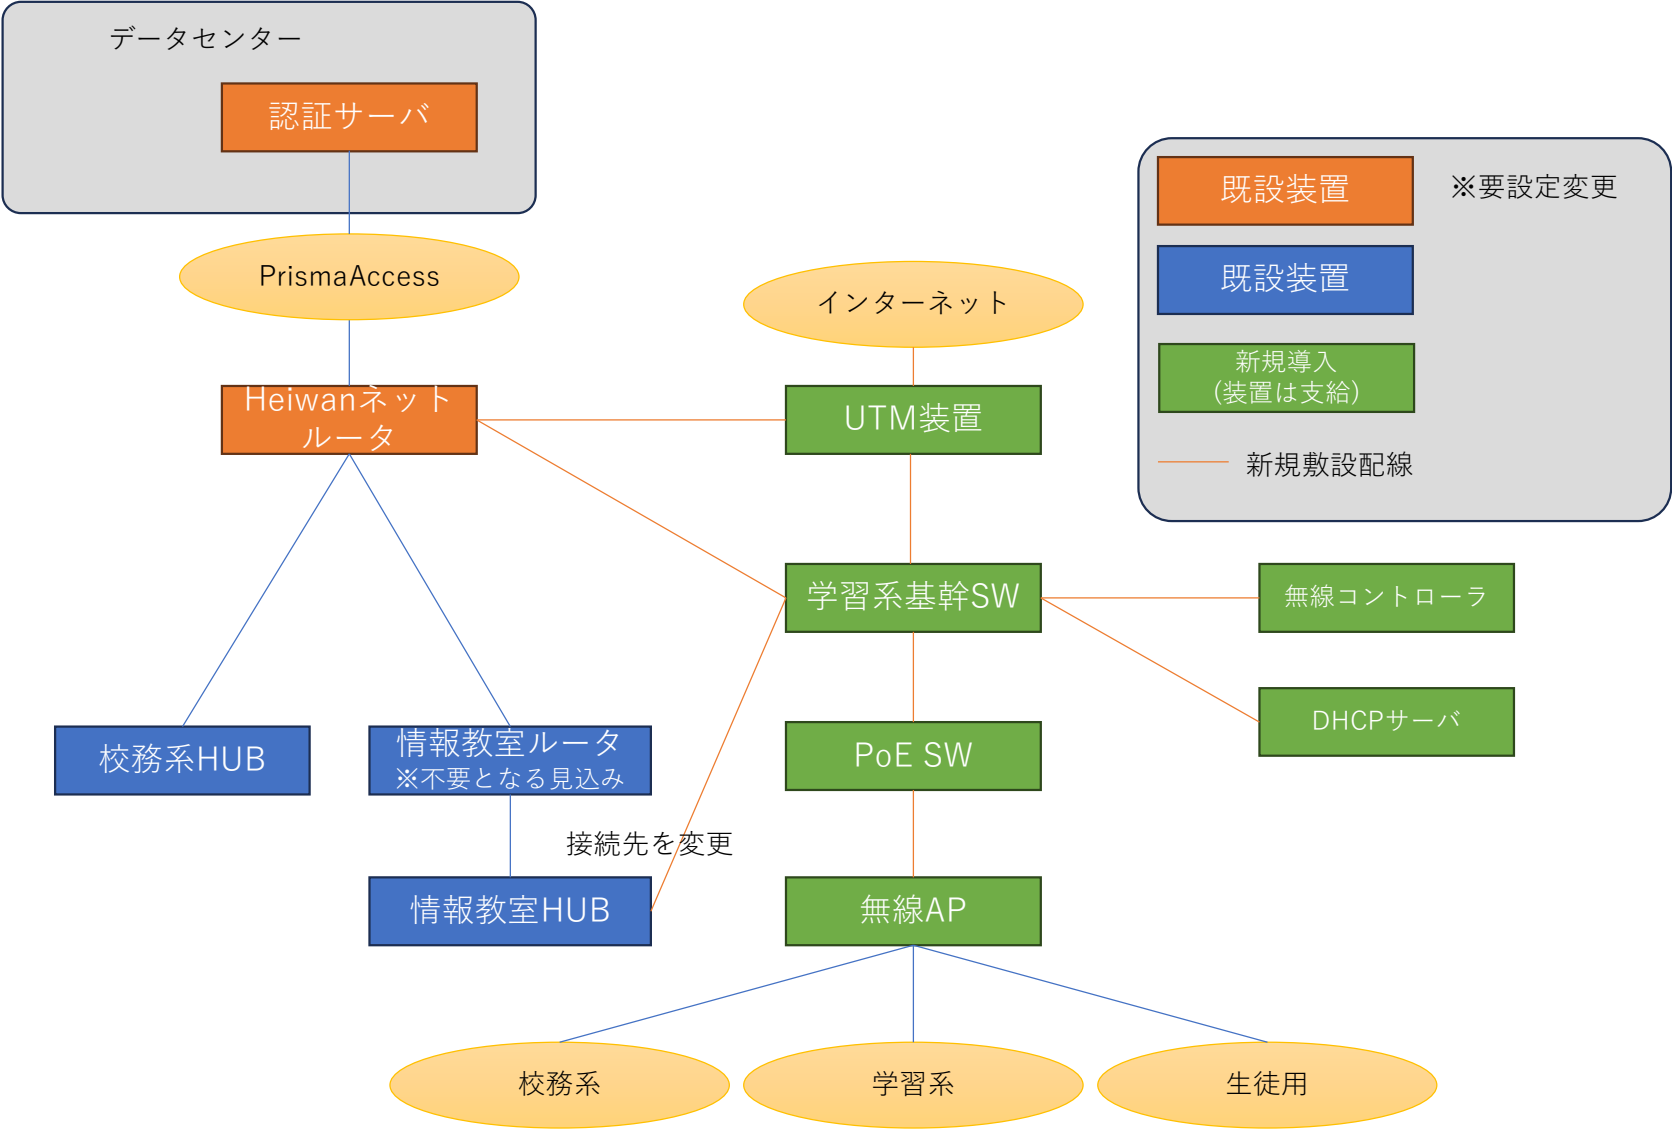 データセンター
認証サーバ
PrismaAccess
インターネット
既設装置
※要設定変更
既設装置
新規導入
(装置は支給)
新規敷設配線
Heiwanネット
ルータ
UTM装置
学習系基幹SW
無線コントローラ
DHCPサーバ
校務系HUB
情報教室ルータ
※不要となる見込み
PoE SW
接続先を変更
情報教室HUB
無線AP
校務系
学習系
生徒用